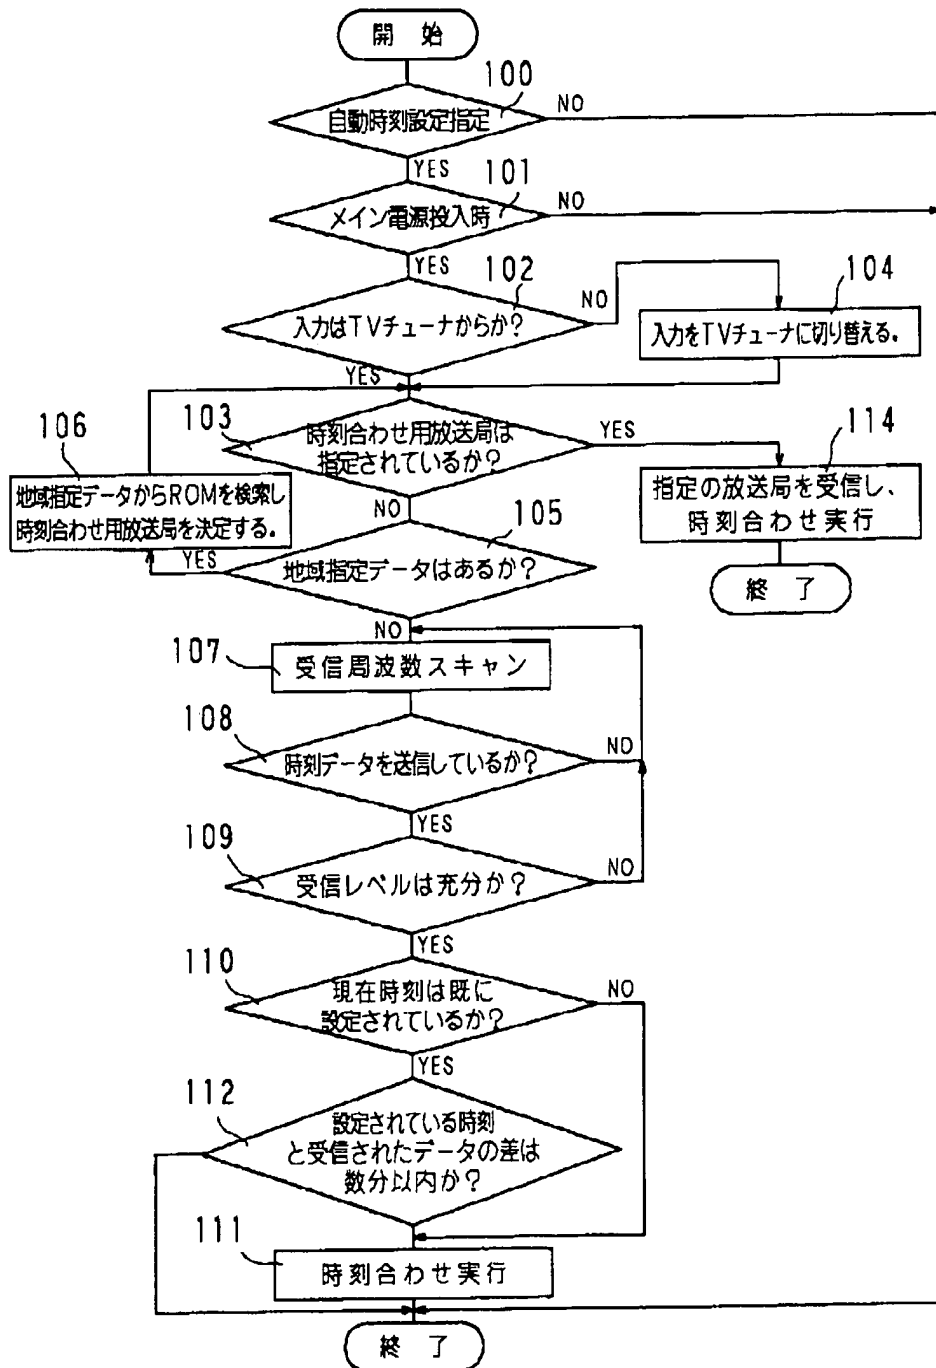 開 始
100
自動時刻設定指定
NO
YES
101
メイン電源投入時
NO
YES
102
入力はTVチューナからか?
NO
104
入力をTVチューナに切り替える。
YES
103
時刻合わせ用放送局は
指定されているか?
YES
114
指定の放送局を受信し、
時刻合わせ実行
終 了
NO
106
地域指定データからROMを検索し
時刻合わせ用放送局を決定する。
105
地域指定データはあるか?
YES
NO
107
受信周波数スキャン
108
時刻データを送信しているか?
NO
YES
109
受信レベルは充分か?
NO
YES
110
現在時刻は既に
設定されているか?
NO
YES
112
設定されている時刻
と受信されたデータの差は
数分以内か?
111
時刻合わせ実行
終 了